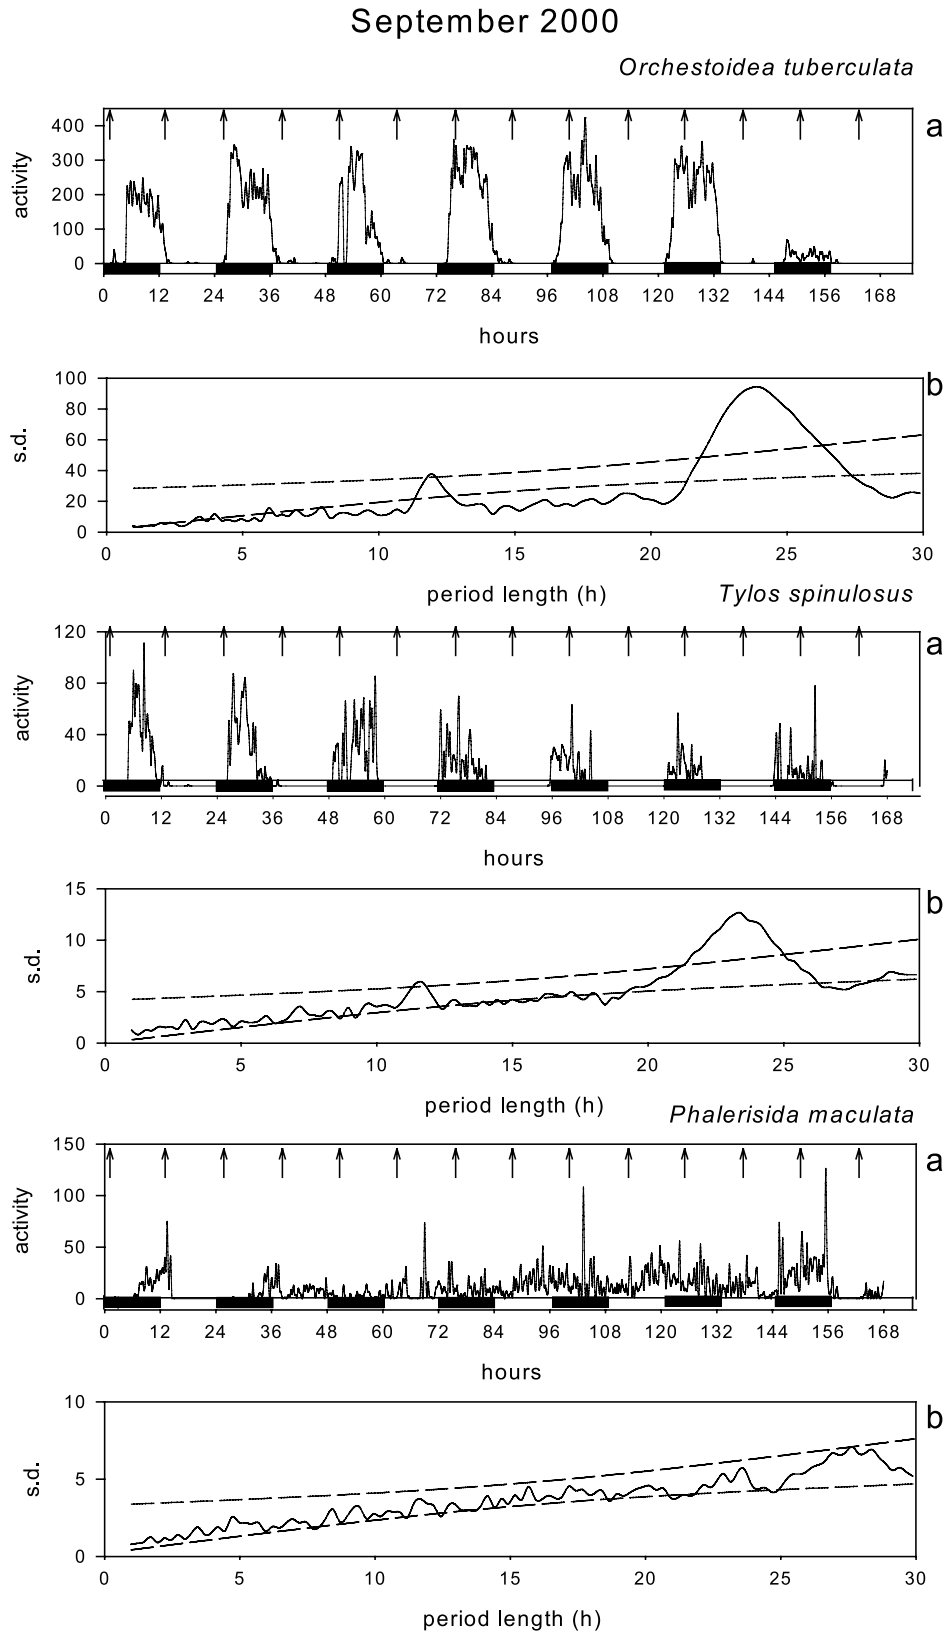 September 2000
Orchestoidea tuberculata
a
400
300
200
100
0
activity
0 12 24 36 48 60 72 84 96 108 120 132 144 156 168
hours
b
100
80
60
40
20
0
s.d.
0 5 10 15 20 25 30
period length (h)
Tylos spinulosus
a
120
80
40
0
activity
0 12 24 36 48 60 72 84 96 108 120 132 144 156 168
hours
b
15
10
5
0
s.d.
0 5 10 15 20 25 30
period length (h)
Phalerisida maculata
a
150
100
50
0
activity
0 12 24 36 48 60 72 84 96 108 120 132 144 156 168
hours
b
10
5
0
s.d.
0 5 10 15 20 25 30
period length (h)